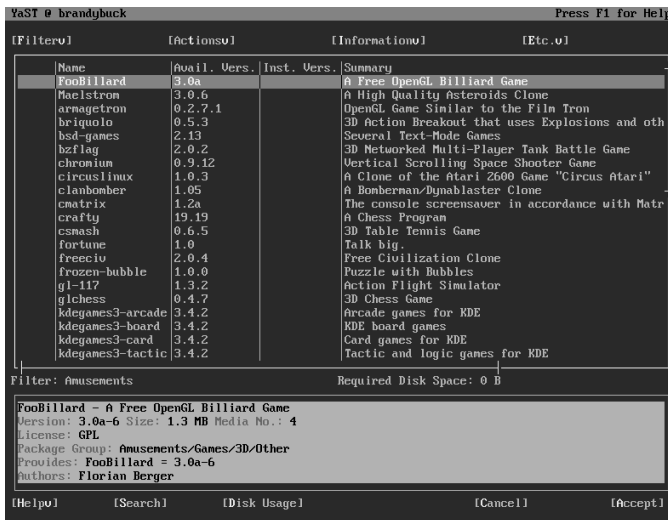 YaST @ brandybuck Press F1 for Help
[Filter↓] [Actions↓] [Information↓] [Etc.↓]
Name |Avail. Vers.|Inst. Vers.|Summary
FooBillard |3.0a | |A Free OpenGL Billiard Game
Maelstrom |3.0.6 | |A High Quality Asteroids Clone
armagetron |0.2.7.1 | |OpenGL Game Similar to the Film Tron
briquolo |0.5.3 | |3D Action Breakout that uses Explosions and oth
bsd-games |2.13 | |Several Text-Mode Games
bzflag |2.0.2 | |3D Networked Multi-Player Tank Battle Game
chromium |0.9.12 | |Vertical Scrolling Space Shooter Game
circuslinux |1.0.3 | |A Clone of the Atari 2600 Game "Circus Atari"
clanbomber |1.05 | |A Bomberman/Dynablaster Clone
cmatrix |1.2a | |The console screensaver in accordance with Matr
crafty |19.19 | |A Chess Program
csmash |0.6.5 | |3D Table Tennis Game
fortune |1.0 | |Talk big.
freeciv |2.0.4 | |Free Civilization Clone
frozen-bubble |1.0.0 | |Puzzle with Bubbles
gl-117 |1.3.2 | |Action Flight Simulator
glchess |0.4.7 | |3D Chess Game
kdegames3-arcade|3.4.2 | |Arcade games for KDE
kdegames3-board |3.4.2 | |KDE board games
kdegames3-card |3.4.2 | |Card games for KDE
kdegames3-tactic|3.4.2 | |Tactic and logic games for KDE
Filter: Amusements Required Disk Space: 0 B
FooBillard - A Free OpenGL Billiard Game
Version: 3.0a-6 Size: 1.3 MB Media No.: 4
License: GPL
Package Group: Amusements/Games/3D/Other
Provides: FooBillard = 3.0a-6
Authors: Florian Berger
[Help↓] [Search] [Disk Usage] [Cancel] [Accept]